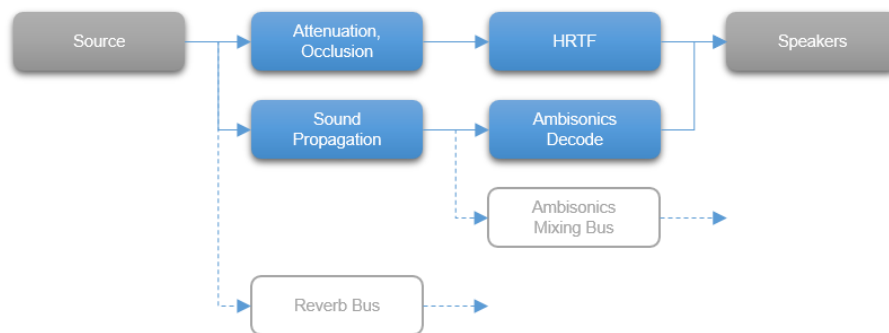 Source
Attenuation,
Occlusion
HRTF
Speakers
Sound
Propagation
Ambisonics
Decode
Ambisonics
Mixing Bus
Reverb Bus